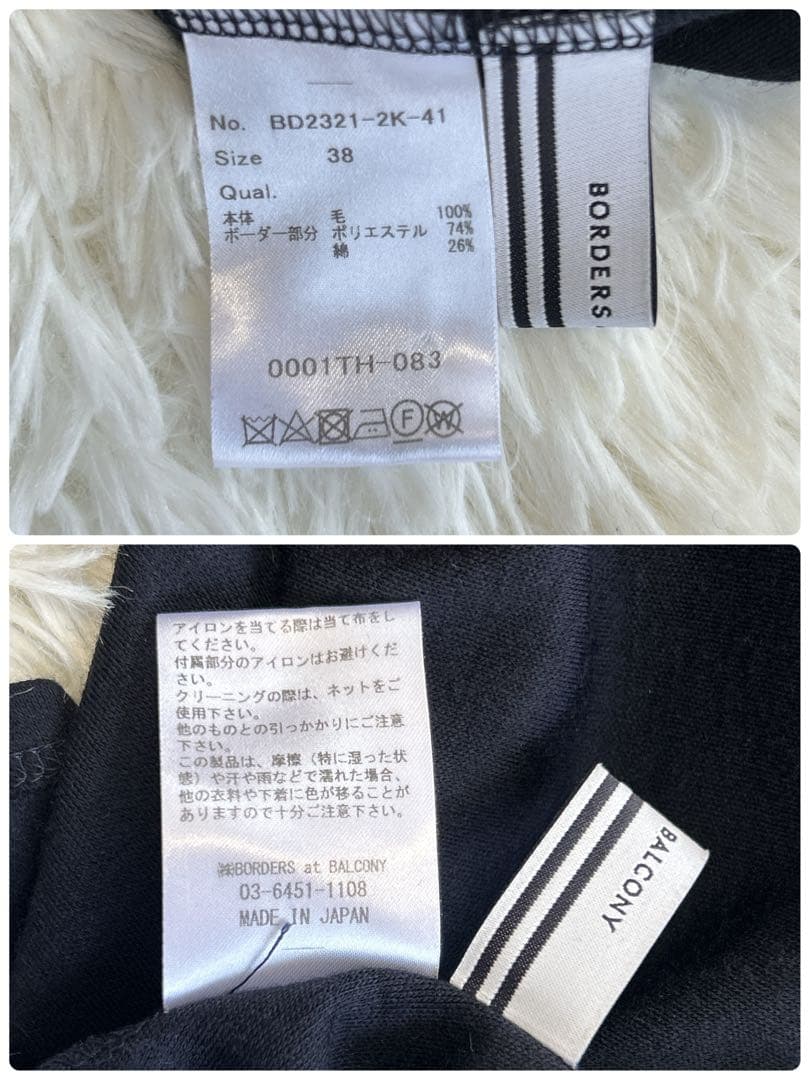 No. BD2321-2K-41
Size 38
Qual.
本体 毛 100%
ボーダー部分 ポリエステル 74%
綿 26%
0001TH-083
F W
BORDERS
アイロンを当てる際は当て布をし
てください。
付属部分のアイロンはお避けくだ
さい。
クリーニングの際は、ネットをご
使用下さい。
他のものとの引っかかりにご注意
下さい。
この製品は、摩擦（特に湿った状
態）や汗や雨などで濡れた場合、
他の衣料や下着に色が移ることが
ありますので十分ご注意下さい。
㈱BORDERS at BALCONY
03-6451-1108
MADE IN JAPAN
BALCONY